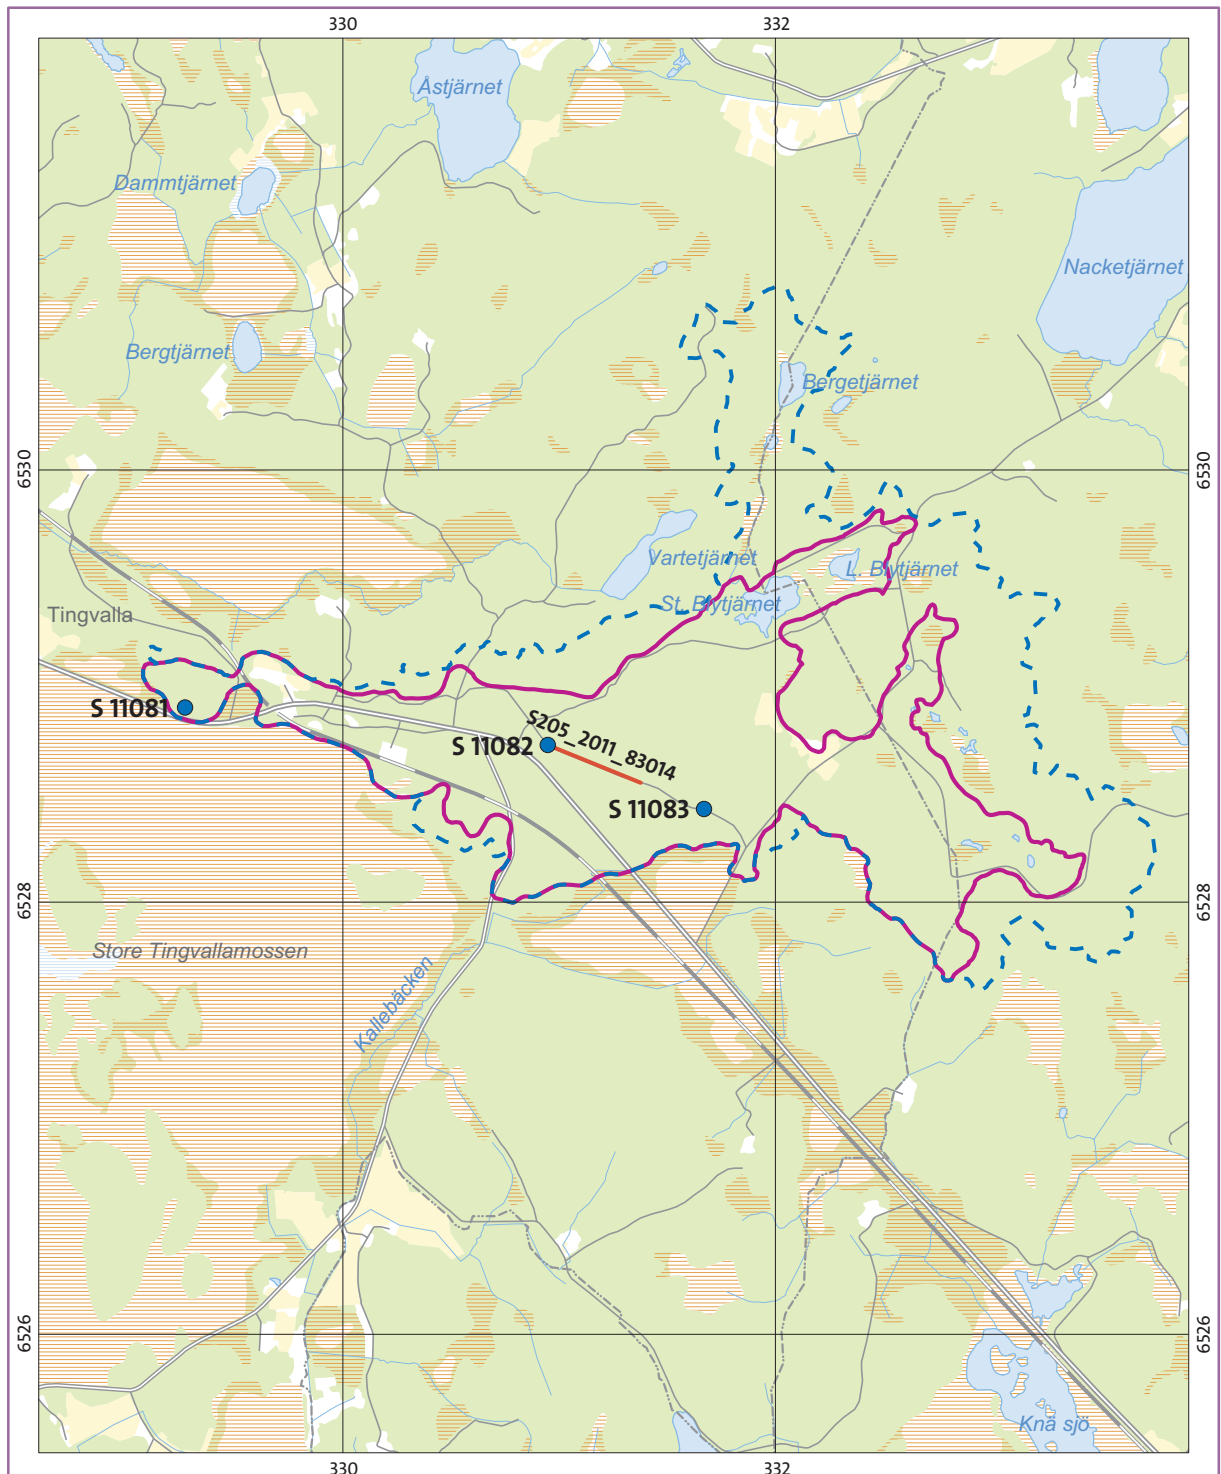 330
332
Åstjärnet
Dammtjärnet
Nacketjärnet
Bergtjärnet
Bergetjärnet
6530
6530
Vartetjärnet
L. Blytjärnet
St. Blytjärnet
Tingvalla
S 11081
S205_2011_83014
S 11082
S 11083
6528
6528
Store Tingvallamossen
Kallebäcken
6526
6526
Knä sjö
330
332